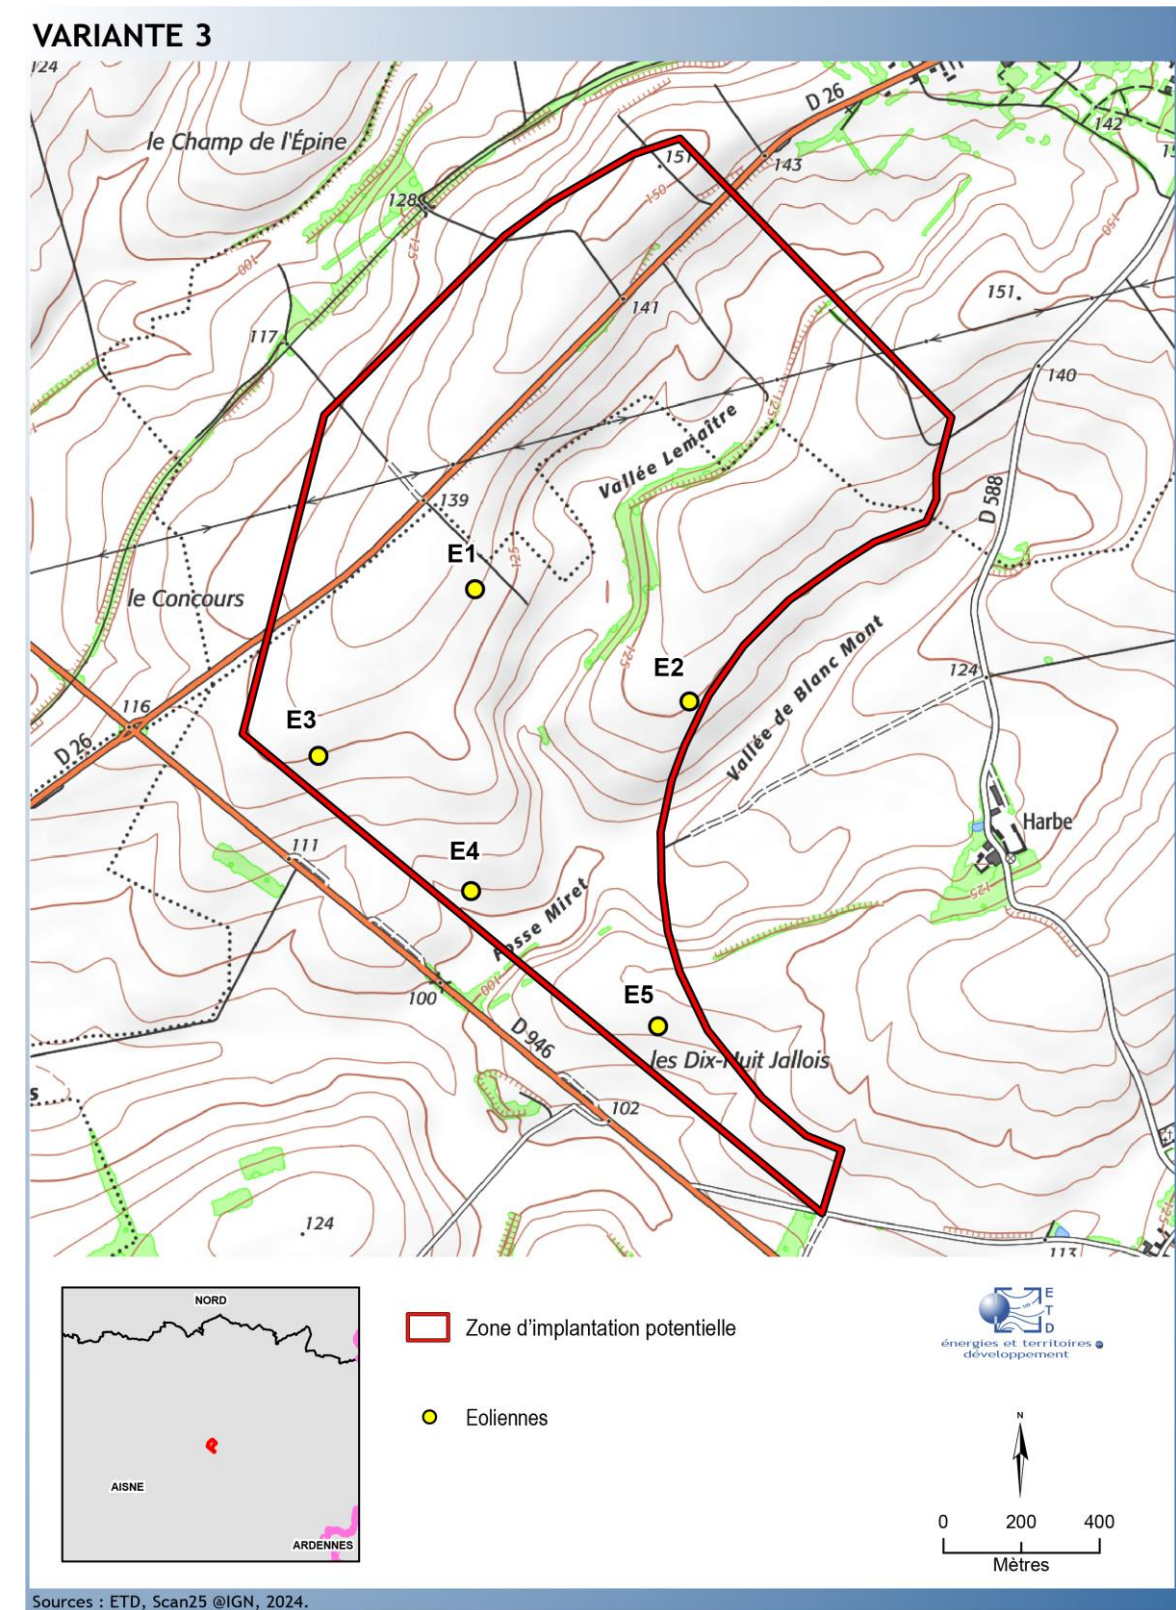 VARIANTE 3
124
le Champ de l'Épine
D 26
142
151
143
128
150
150
125
100
151
141
117
140
125
Vallée Lemaître
139
D 588
E1
125
le Concours
125
E2
124
Vallée de Blanc Mont
116
E3
D 26
Harbe
111
E4
125
Fosse Miret
100
100
E5
D 946
les Dix-Huit Jallois
102
s
124
113
125
NORD
AISNE
ARDENNES
Zone d'implantation potentielle
Eoliennes
E
T
D
énergies et territoires
développement
N
0 200 400
Mètres
Sources : ETD, Scan25 @IGN, 2024.